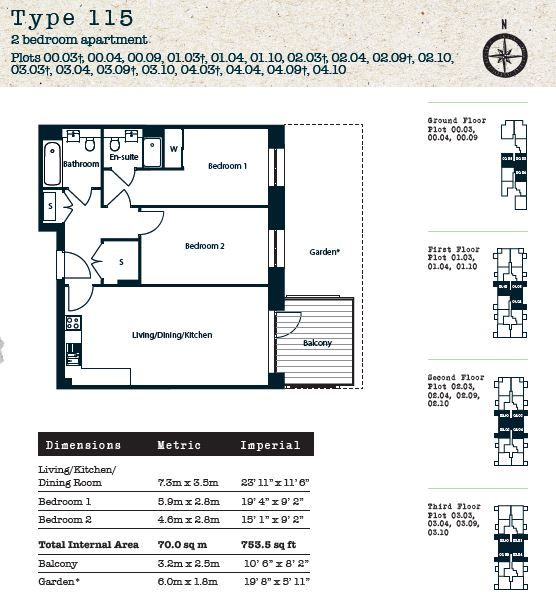 Type 115
2 bedroom apartment
Plots 00.03†, 00.04, 00.09, 01.03†, 01.04, 01.10, 02.03†, 02.04, 02.09†, 02.10,
03.03†, 03.04, 03.09†, 03.10, 04.03†, 04.04, 04.09†, 04.10
N
Bathroom
En-suite
W
Bedroom 1
S
Bedroom 2
S
Garden*
Living/Dining/Kitchen
Balcony
Ground Floor
Plot 00.03,
00.04, 00.09
First Floor
Plot 01.03,
01.04, 01.10
Second Floor
Plot 02.03,
02.04, 02.09,
02.10
Third Floor
Plot 03.03,
03.04, 03.09,
03.10
Dimensions Metric Imperial
Living/Kitchen/
Dining Room 7.3m x 3.5m 23' 11" x 11' 6"
Bedroom 1 5.9m x 2.8m 19' 4" x 9' 2"
Bedroom 2 4.6m x 2.8m 15' 1" x 9' 2"
Total Internal Area 70.0 sq m 753.5 sq ft
Balcony 3.2m x 2.5m 10' 6" x 8' 2"
Garden* 6.0m x 1.8m 19' 8" x 5' 11"